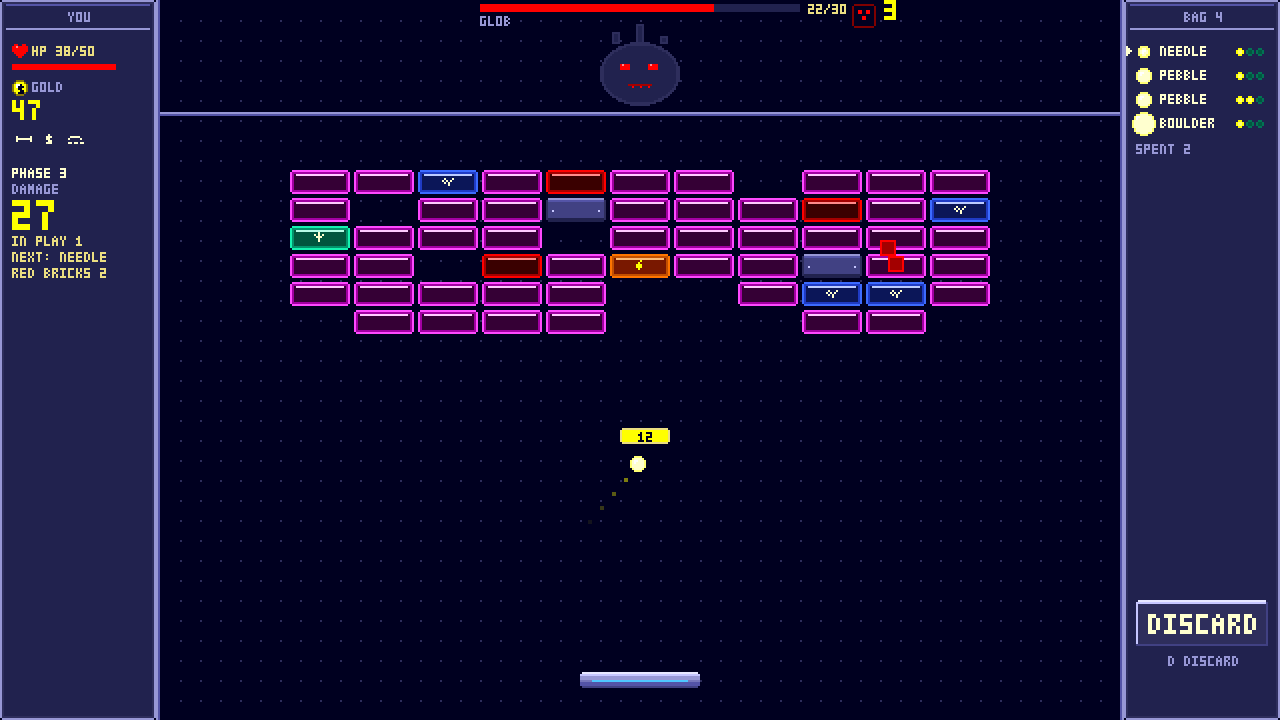 YOU
HP 38/50
GOLD
47
$
PHASE 3
DAMAGE
27
IN PLAY 1
NEXT: NEEDLE
RED BRICKS 2
GLOB
22/30
3
12
BAG 4
NEEDLE
PEBBLE
PEBBLE
BOULDER
SPENT 2
DISCARD
D DISCARD